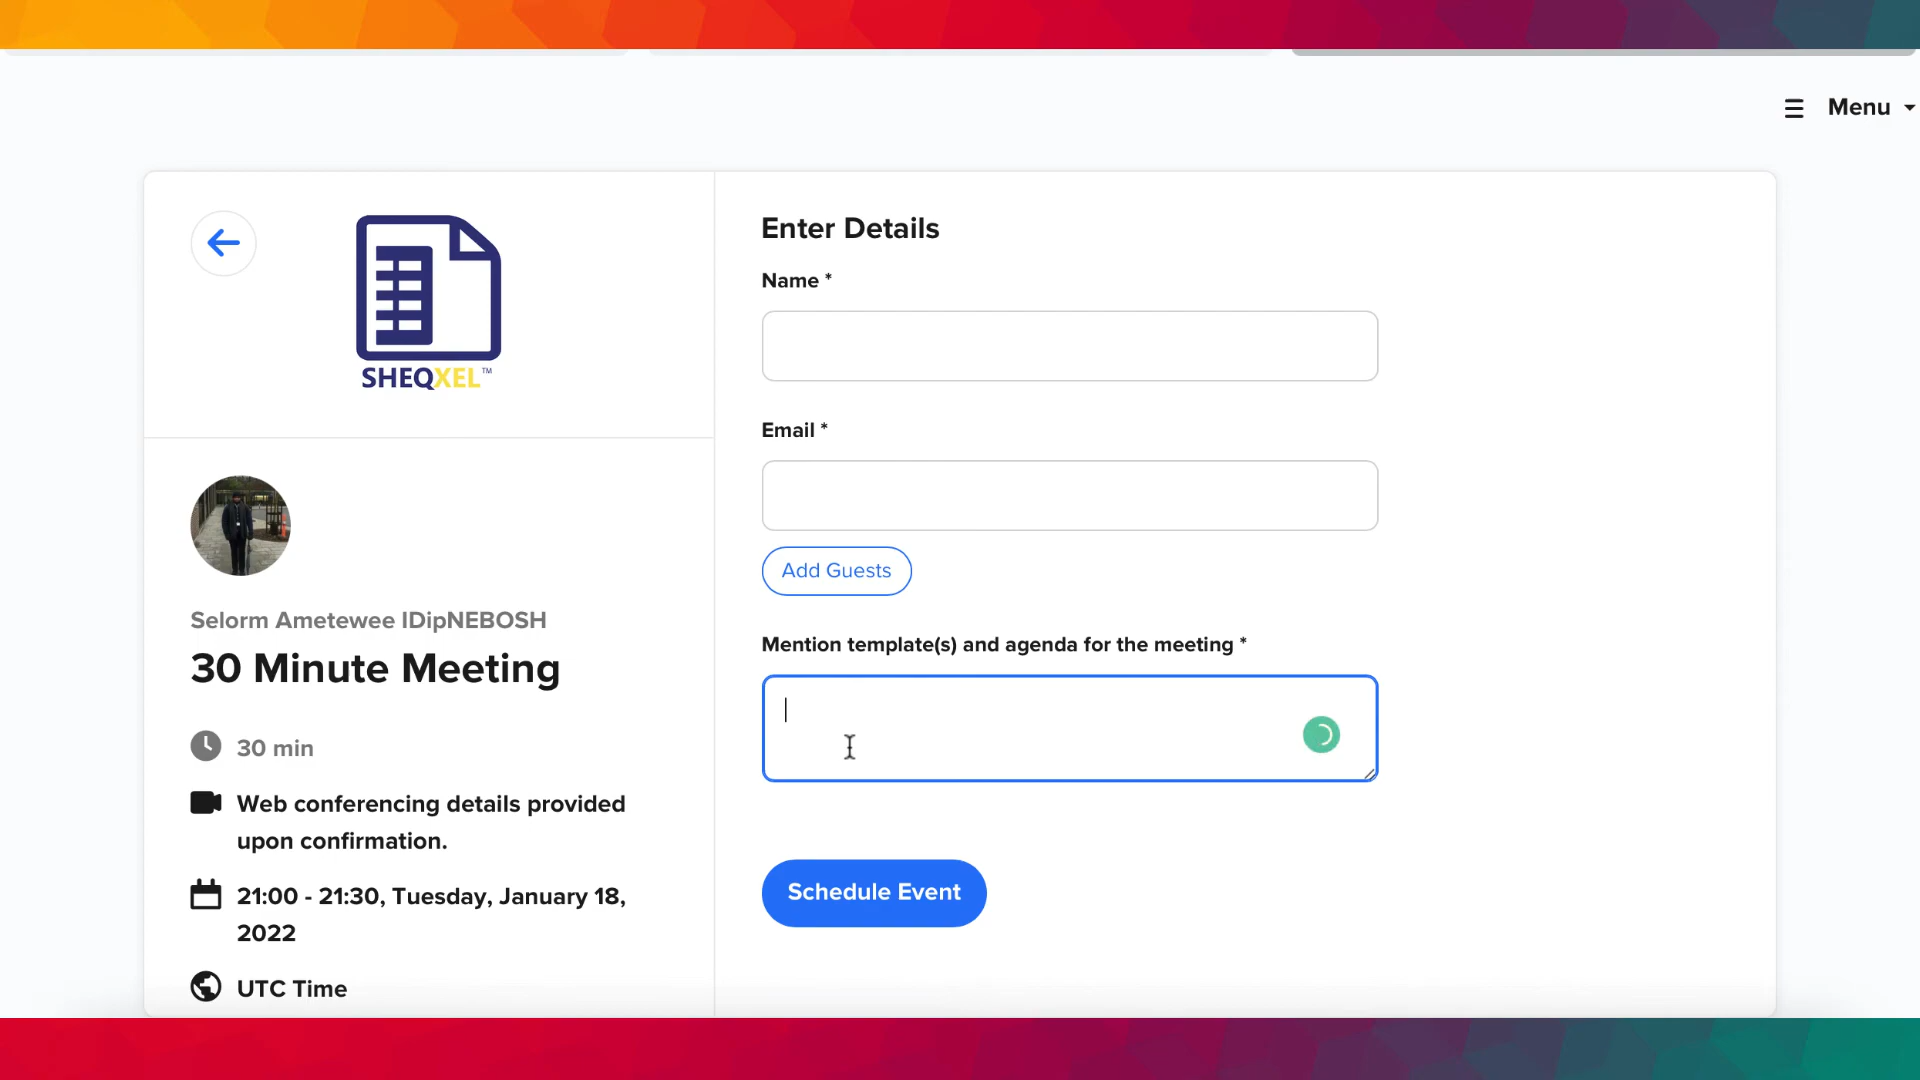 Menu
SHEQXEL™
Selorm Ametewee IDipNEBOSH
30 Minute Meeting
30 min
Web conferencing details provided
upon confirmation.
21:00 - 21:30, Tuesday, January 18,
2022
UTC Time
Enter Details
Name *
Email *
Add Guests
Mention template(s) and agenda for the meeting *
Schedule Event